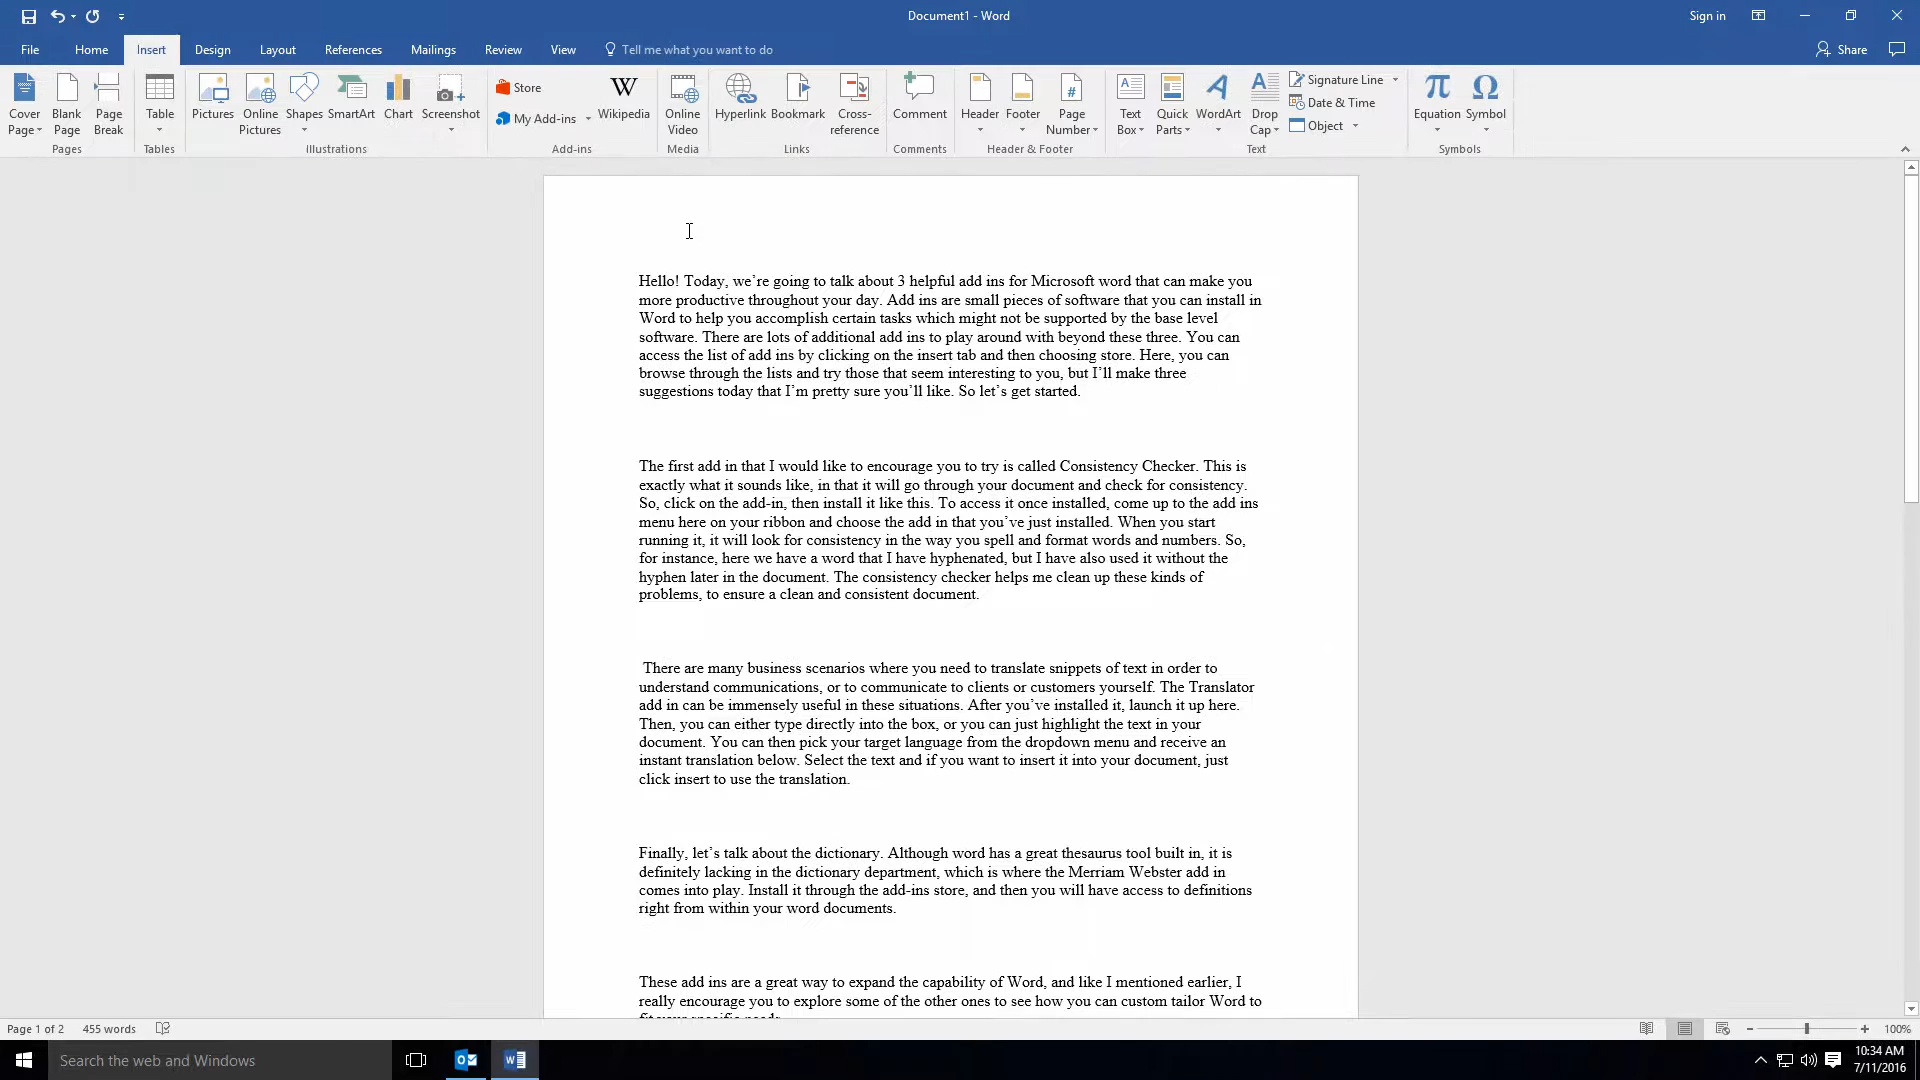 Document1 - Word
Sign in
File Home Insert Design Layout References Mailings Review View Tell me what you want to do Share
Cover Page
Blank Page
Page Break
Pages
Table
Tables
Pictures
Online Pictures
Shapes
SmartArt
Chart
Screenshot
Illustrations
Store
My Add-ins
Wikipedia
Add-ins
Online Video
Media
Hyperlink
Bookmark
Cross-reference
Links
Comment
Comments
Header
Footer
Page Number
Header & Footer
Text Box
Quick Parts
WordArt
Drop Cap
Signature Line
Date & Time
Object
Text
Equation
Symbol
Symbols
Hello! Today, we’re going to talk about 3 helpful add ins for Microsoft word that can make you
more productive throughout your day. Add ins are small pieces of software that you can install in
Word to help you accomplish certain tasks which might not be supported by the base level
software. There are lots of additional add ins to play around with beyond these three. You can
access the list of add ins by clicking on the insert tab and then choosing store. Here, you can
browse through the lists and try those that seem interesting to you, but I’ll make three
suggestions today that I’m pretty sure you’ll like. So let’s get started.
The first add in that I would like to encourage you to try is called Consistency Checker. This is
exactly what it sounds like, in that it will go through your document and check for consistency.
So, click on the add-in, then install it like this. To access it once installed, come up to the add ins
menu here on your ribbon and choose the add in that you’ve just installed. When you start
running it, it will look for consistency in the way you spell and format words and numbers. So,
for instance, here we have a word that I have hyphenated, but I have also used it without the
hyphen later in the document. The consistency checker helps me clean up these kinds of
problems, to ensure a clean and consistent document.
There are many business scenarios where you need to translate snippets of text in order to
understand communications, or to communicate to clients or customers yourself. The Translator
add in can be immensely useful in these situations. After you’ve installed it, launch it up here.
Then, you can either type directly into the box, or you can just highlight the text in your
document. You can then pick your target language from the dropdown menu and receive an
instant translation below. Select the text and if you want to insert it into your document, just
click insert to use the translation.
Finally, let’s talk about the dictionary. Although word has a great thesaurus tool built in, it is
definitely lacking in the dictionary department, which is where the Merriam Webster add in
comes into play. Install it through the add-ins store, and then you will have access to definitions
right from within your word documents.
These add ins are a great way to expand the capability of Word, and like I mentioned earlier, I
really encourage you to explore some of the other ones to see how you can custom tailor Word to
fit your specific needs.
Page 1 of 2 455 words 100%
Search the web and Windows
10:34 AM
7/11/2016